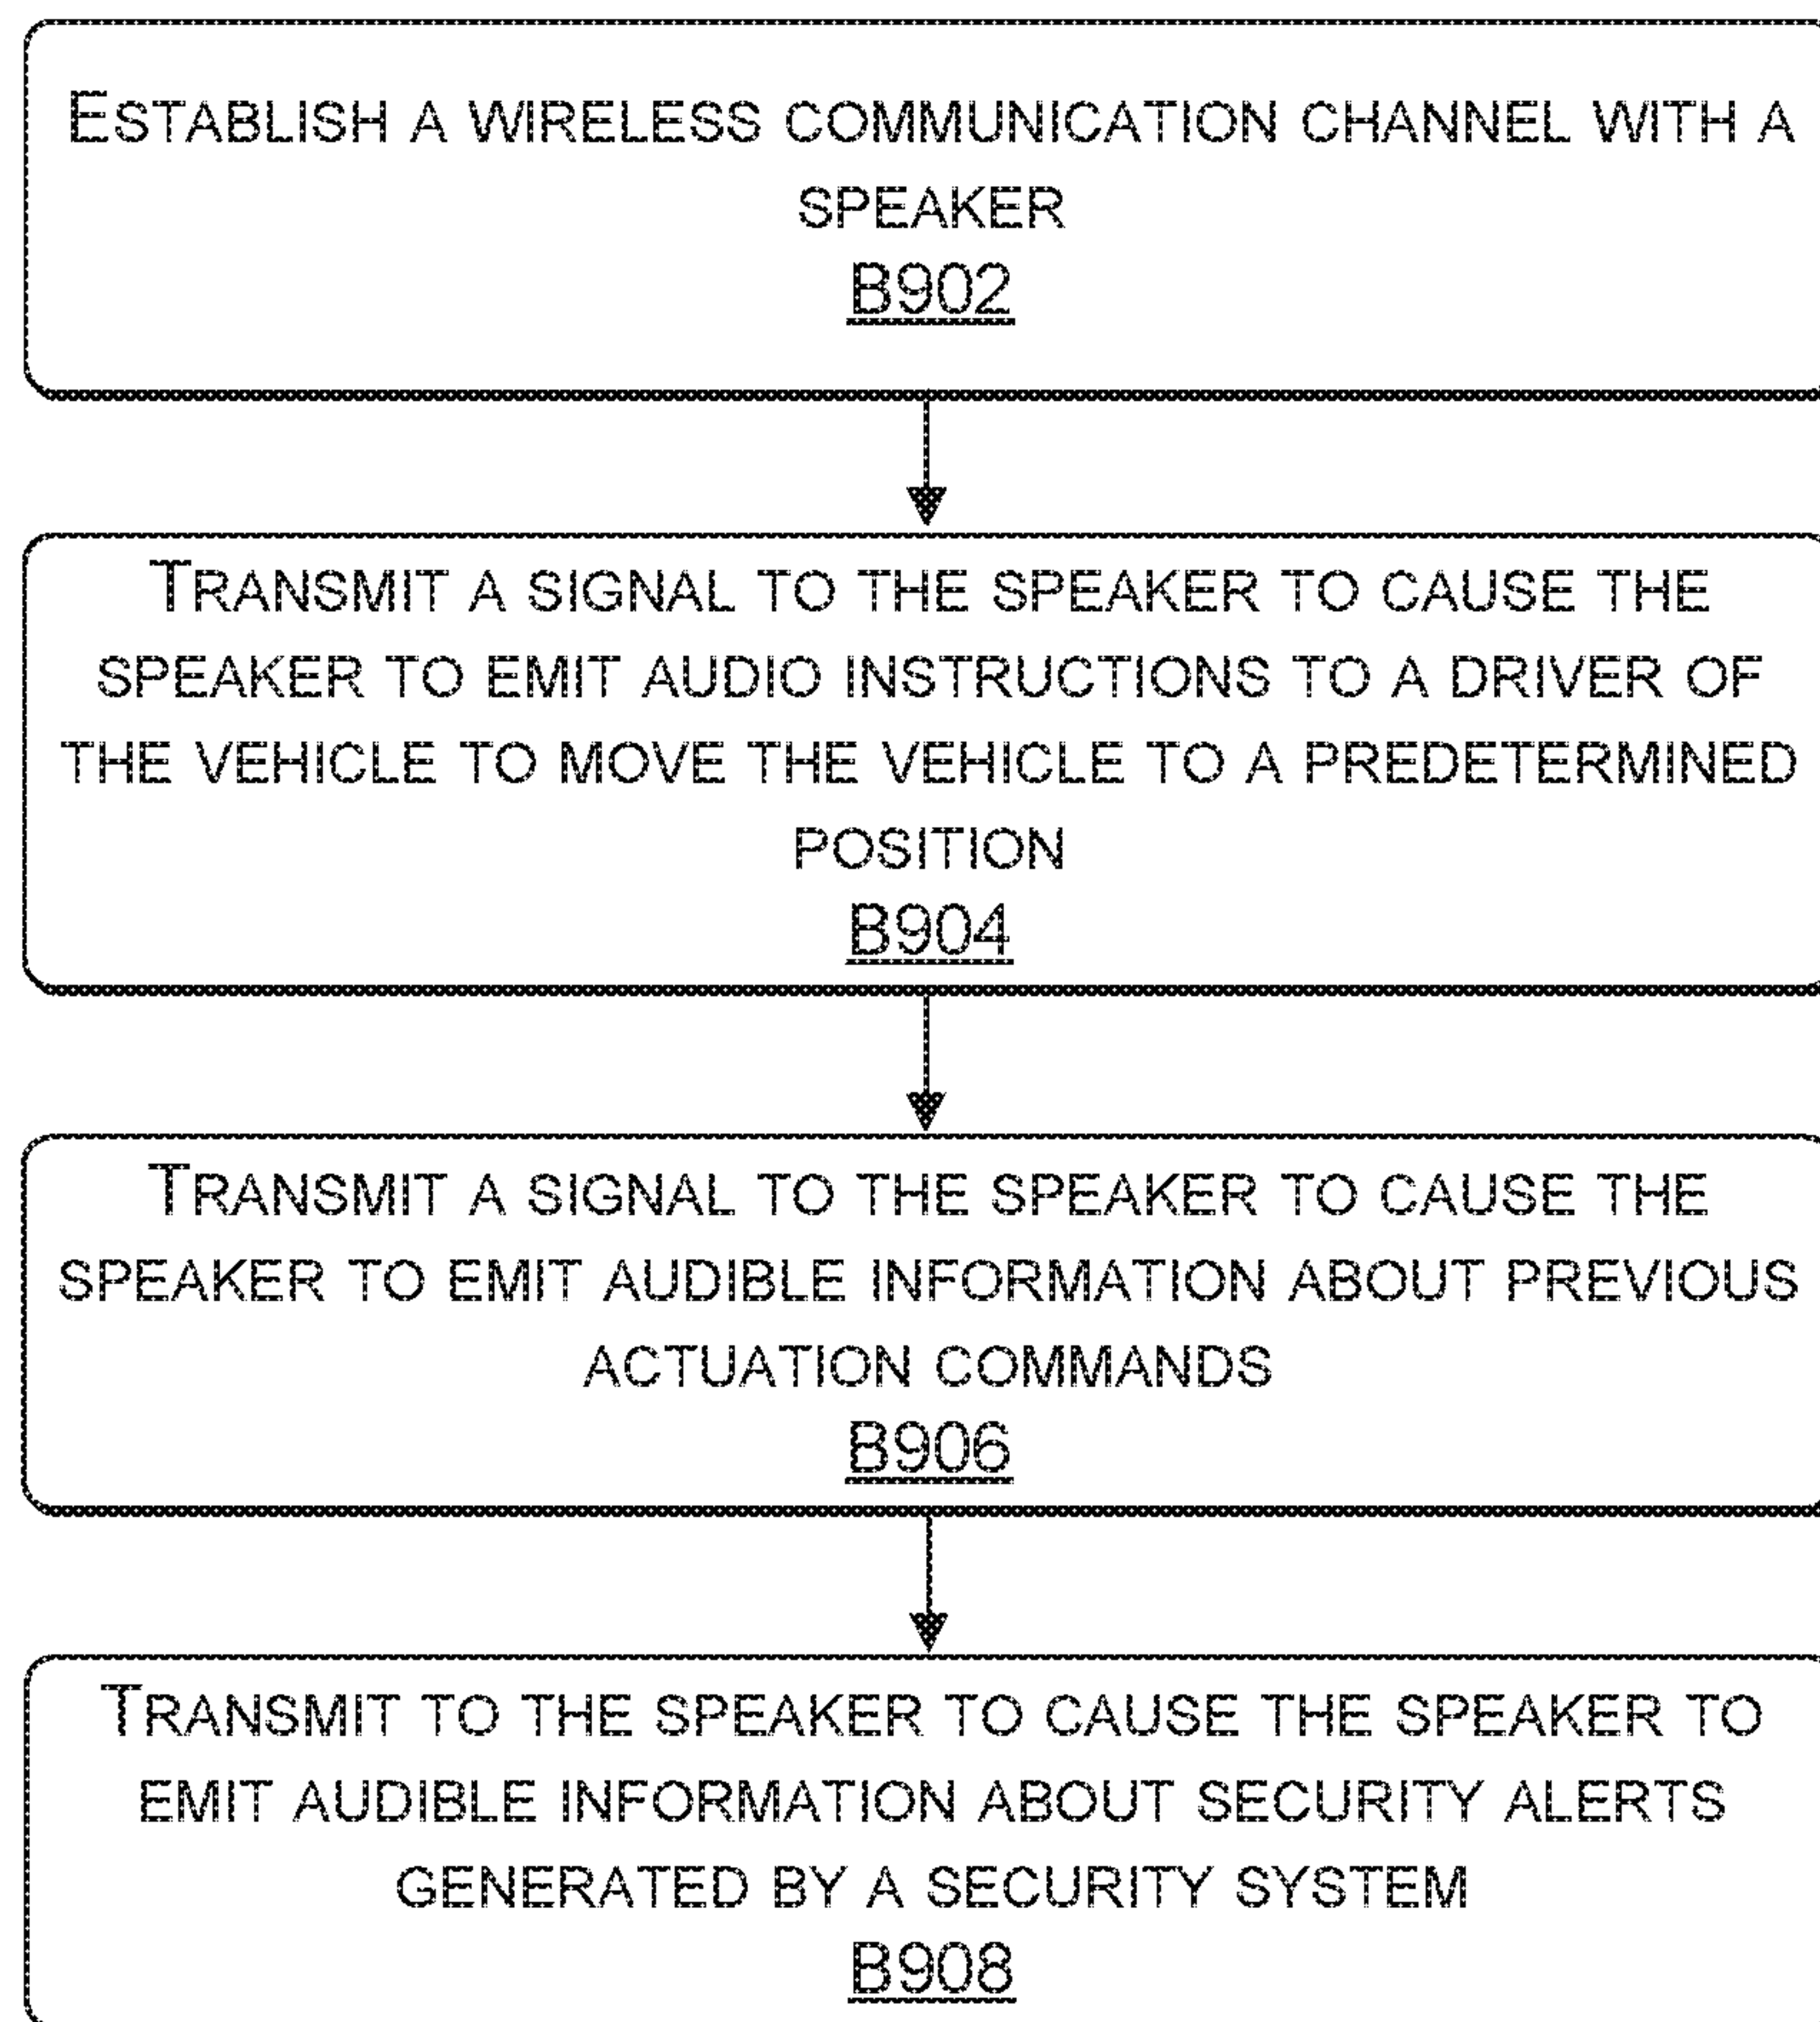 ESTABLISH A WIRELESS COMMUNICATION CHANNEL WITH A
SPEAKER
B902
TRANSMIT A SIGNAL TO THE SPEAKER TO CAUSE THE
SPEAKER TO EMIT AUDIO INSTRUCTIONS TO A DRIVER OF
THE VEHICLE TO MOVE THE VEHICLE TO A PREDETERMINED
POSITION
B904
TRANSMIT A SIGNAL TO THE SPEAKER TO CAUSE THE
SPEAKER TO EMIT AUDIBLE INFORMATION ABOUT PREVIOUS
ACTUATION COMMANDS
B906
TRANSMIT TO THE SPEAKER TO CAUSE THE SPEAKER TO
EMIT AUDIBLE INFORMATION ABOUT SECURITY ALERTS
GENERATED BY A SECURITY SYSTEM
B908